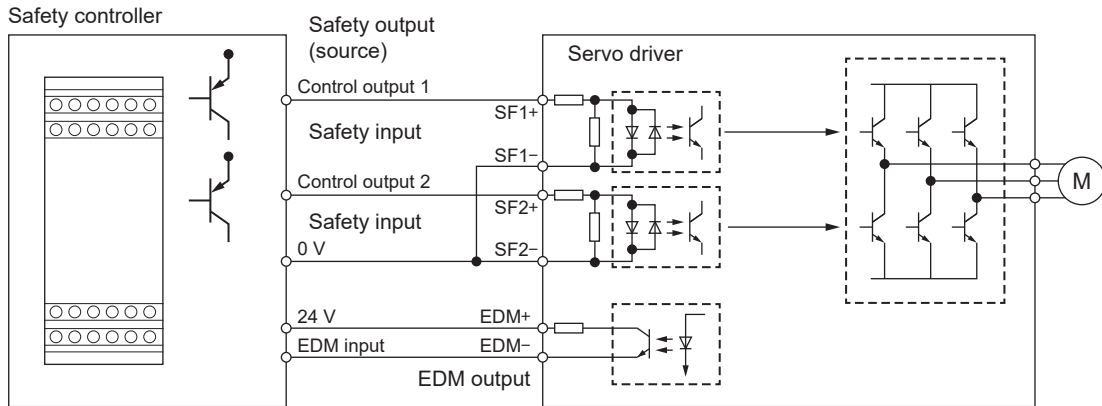 Safety controller
Safety output
(source)
Servo driver
Control output 1
SF1+
Safety input
SF1−
Control output 2
SF2+
Safety input
0 V
SF2−
M
24 V
EDM+
EDM input
EDM−
EDM output